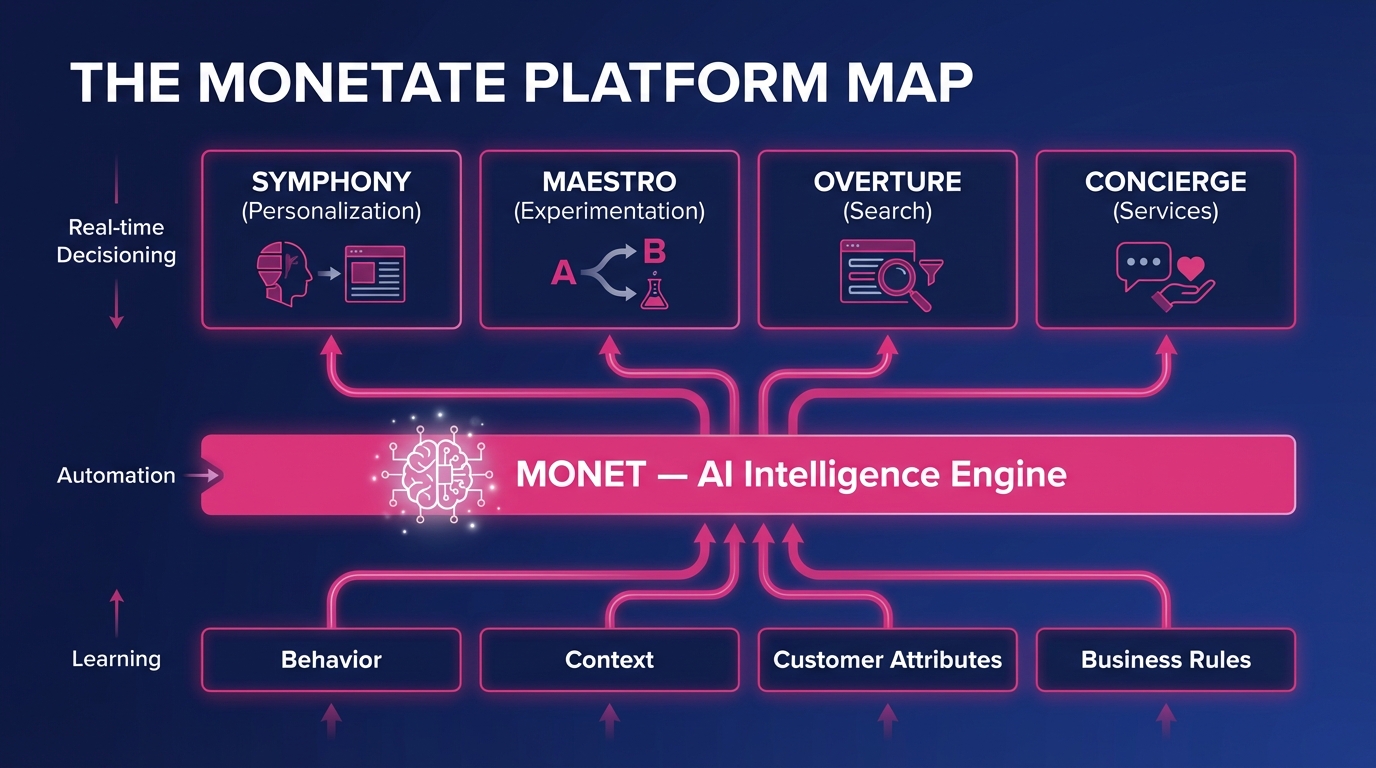 THE MONETATE PLATFORM MAP
Real-time
Decisioning
SYMPHONY
(Personalization)
MAESTRO
(Experimentation)
A
B
OVERTURE
(Search)
CONCIERGE
(Services)
Automation
MONET — AI Intelligence Engine
Learning
Behavior
Context
Customer Attributes
Business Rules